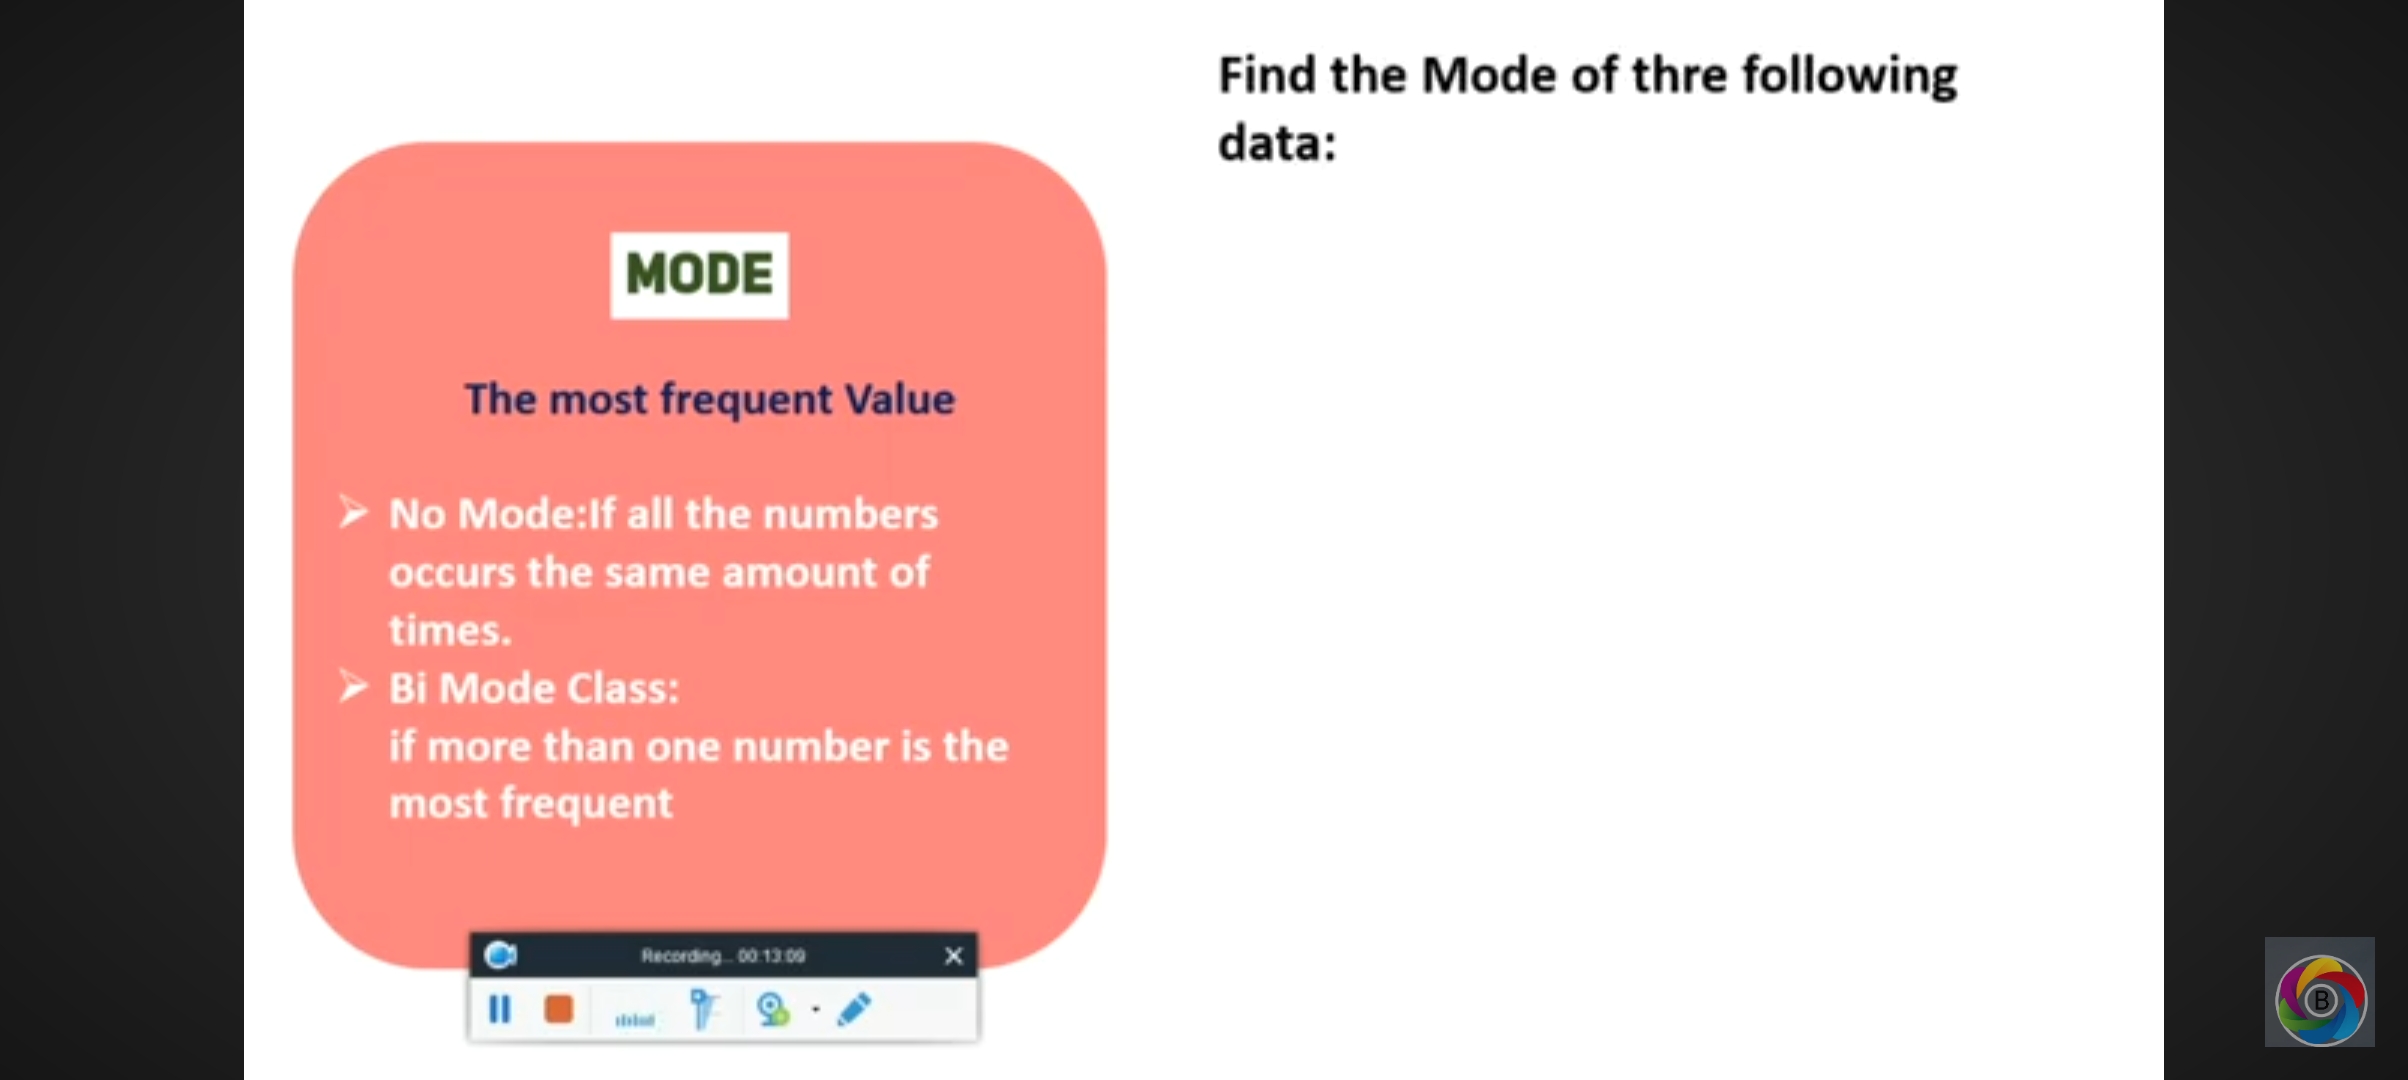 Find the Mode of thre following
data:
MODE
The most frequent Value
➢ No Mode:If all the numbers
occurs the same amount of
times.
➢ Bi Mode Class:
if more than one number is the
most frequent
Recording... 00:13:09
B